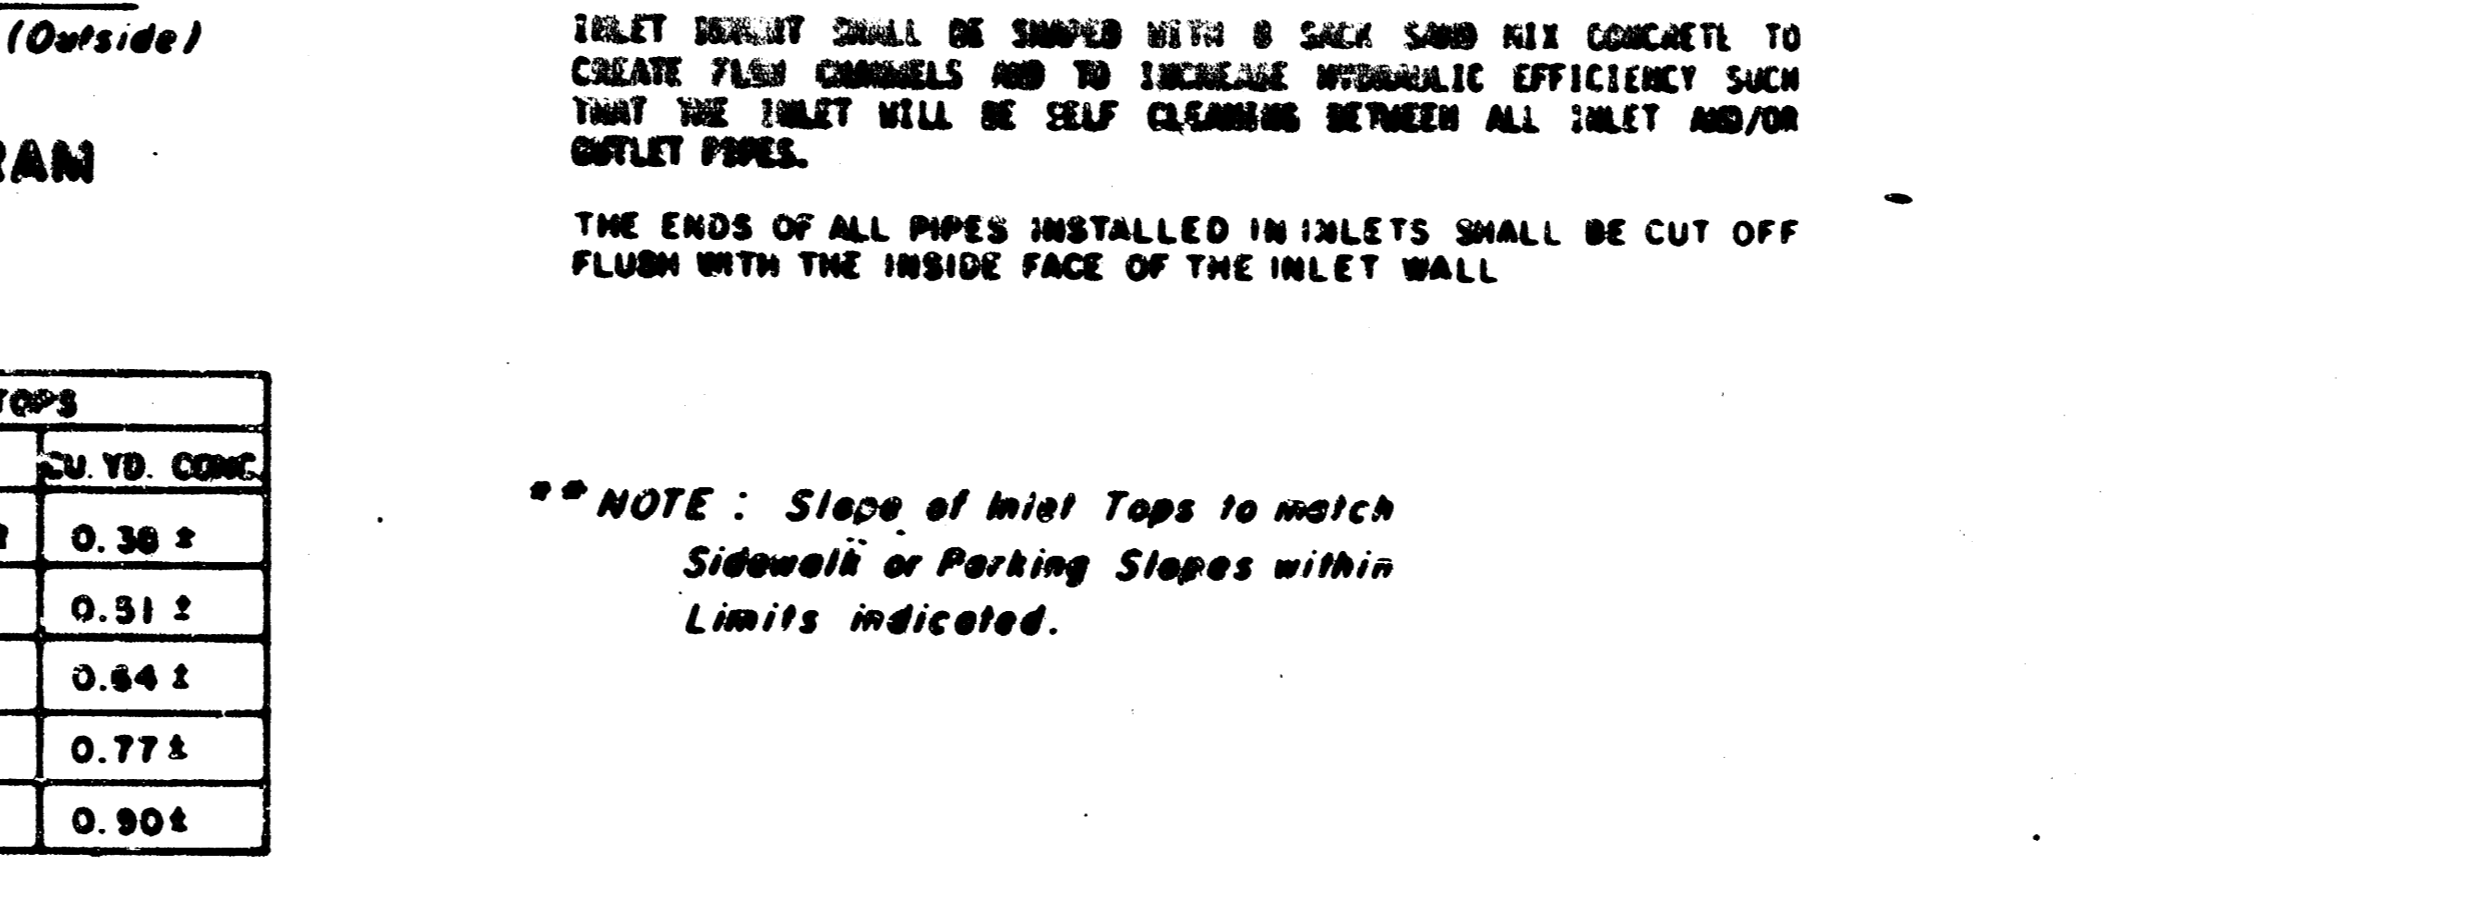 (Outside)
RAM
INLET INVERT SHALL BE SHAPED WITH 8 SACK SAND MIX CONCRETE TO
CREATE FLOW CHANNELS AND TO INCREASE HYDRAULIC EFFICIENCY SUCH
THAT THE INLET WILL BE SELF CLEANING BETWEEN ALL INLET AND/OR
OUTLET PIPES.
THE ENDS OF ALL PIPES INSTALLED IN INLETS SHALL BE CUT OFF
FLUSH WITH THE INSIDE FACE OF THE INLET WALL
TOPS
CU. YD. CONC.
0.38 ±
0.51 ±
0.64 ±
0.77 ±
0.90 ±
** NOTE : Slope of Inlet Tops to match
Sidewalk or Parking Slopes within
Limits indicated.